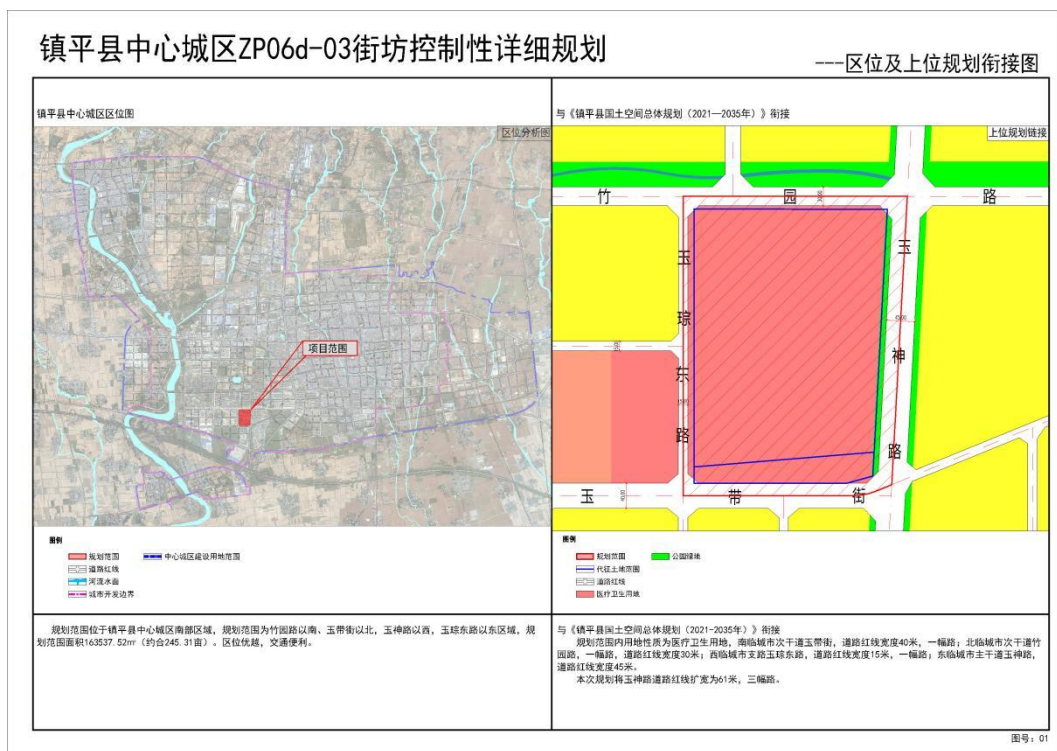 镇平县中心城区ZP06d-03街坊控制性详细规划
---区位及上位规划衔接图
镇平县中心城区区位图
区位分析图
项目范围
图例
规划范围
中心城区建设用地范围
道路红线
河流水面
城市开发边界
规划范围位于镇平县中心城区南部区域，规划范围为竹园路以南、玉带街以北，玉神路以西，玉琮东路以东区域，规
划范围面积163537.52㎡（约合245.31亩）。区位优越，交通便利。
与《镇平县国土空间总体规划（2021—2035年）》衔接
上位规划链接
竹园路
玉琮东路
玉神路
玉带街
图例
规划范围
公园绿地
代征土地范围
道路红线
医疗卫生用地
与《镇平县国土空间总体规划（2021-2035年）》衔接
规划范围内用地性质为医疗卫生用地，南临城市次干道玉带街，道路红线宽度40米，一幅路；北临城市次干道竹
园路，一幅路，道路红线宽度30米；西临城市支路玉琮东路，道路红线宽度15米，一幅路；东临城市主干道玉神路，
道路红线宽度45米。
本次规划将玉神路道路红线扩宽为61米，三幅路。
图号：01